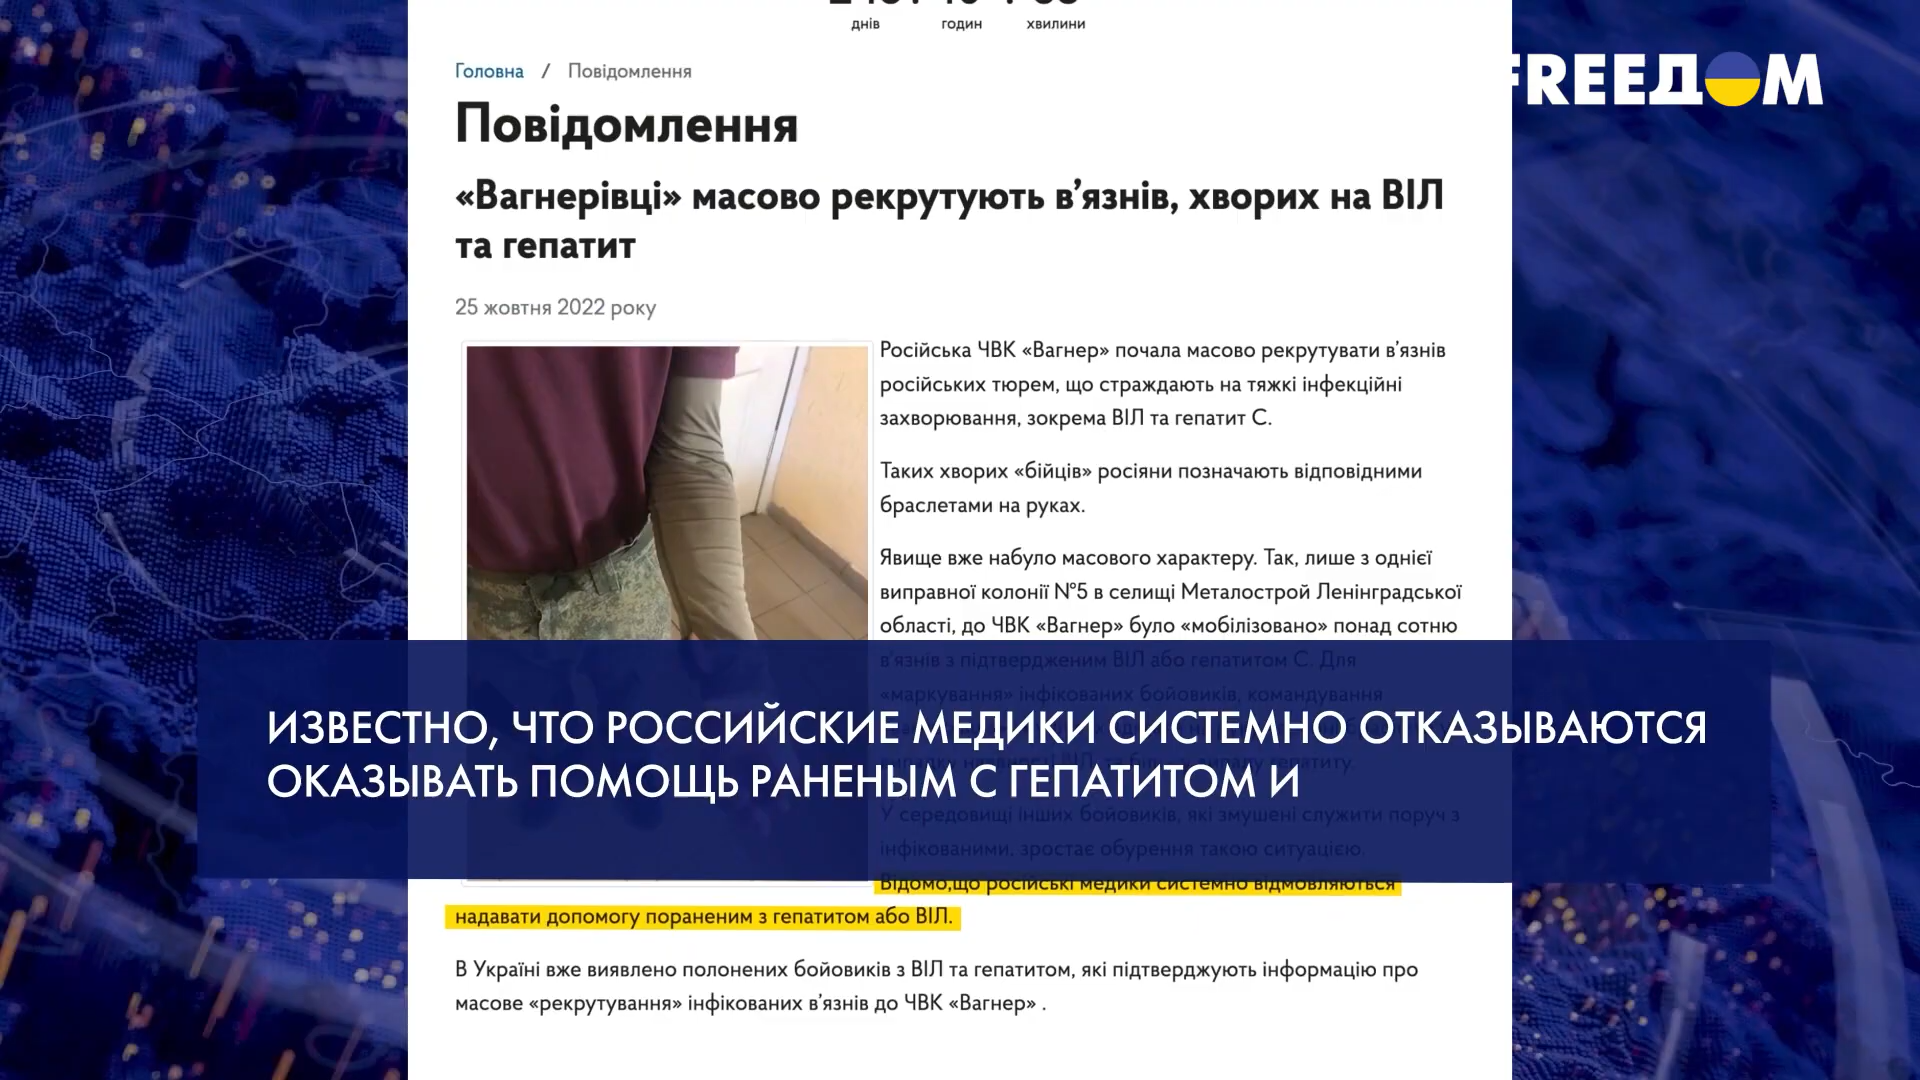 днів годин хвилини
Головна / Повідомлення
FREEДOM
Повідомлення
«Вагнерівці» масово рекрутують в’язнів, хворих на ВІЛ
та гепатит
25 жовтня 2022 року
Російська ЧВК «Вагнер» почала масово рекрутувати в’язнів
російських тюрем, що страждають на тяжкі інфекційні
захворювання, зокрема ВІЛ та гепатит С.
Таких хворих «бійців» росіяни позначають відповідними
браслетами на руках.
Явище вже набуло масового характеру. Так, лише з однієї
виправної колонії №5 в селищі Металострой Ленінградської
області, до ЧВК «Вагнер» було «мобілізовано» понад сотню
в’язнів з підтвердженим ВІЛ або гепатитом С. Для
«маркування» інфікованих бойовиків, командування
ИЗВЕСТНО, ЧТО РОССИЙСКИЕ МЕДИКИ СИСТЕМНО ОТКАЗЫВАЮТСЯ
ОКАЗЫВАТЬ ПОМОЩЬ РАНЕНЫМ С ГЕПАТИТОМ И
У середовищі інших бойовиків, які змушені служити поруч з
інфікованими, зростає обурення такою ситуацією.
Відомо,що російські медики системно відмовляються
надавати допомогу пораненим з гепатитом або ВІЛ.
В Україні вже виявлено полонених бойовиків з ВІЛ та гепатитом, які підтверджують інформацію про
масове «рекрутування» інфікованих в’язнів до ЧВК «Вагнер» .